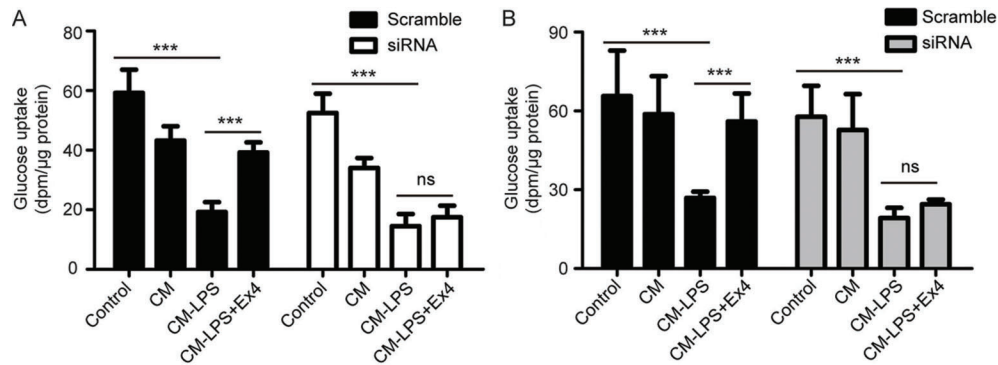 A
Scramble
siRNA
Glucose uptake
(dpm/µg protein)
80
60
40
20
0
***
***
***
ns
Control
CM
CM-LPS
CM-LPS+Ex4
Control
CM
CM-LPS
CM-LPS+Ex4
B
Scramble
siRNA
Glucose uptake
(dpm/µg protein)
90
60
30
0
***
***
***
ns
Control
CM
CM-LPS
CM-LPS+Ex4
Control
CM
CM-LPS
CM-LPS+Ex4